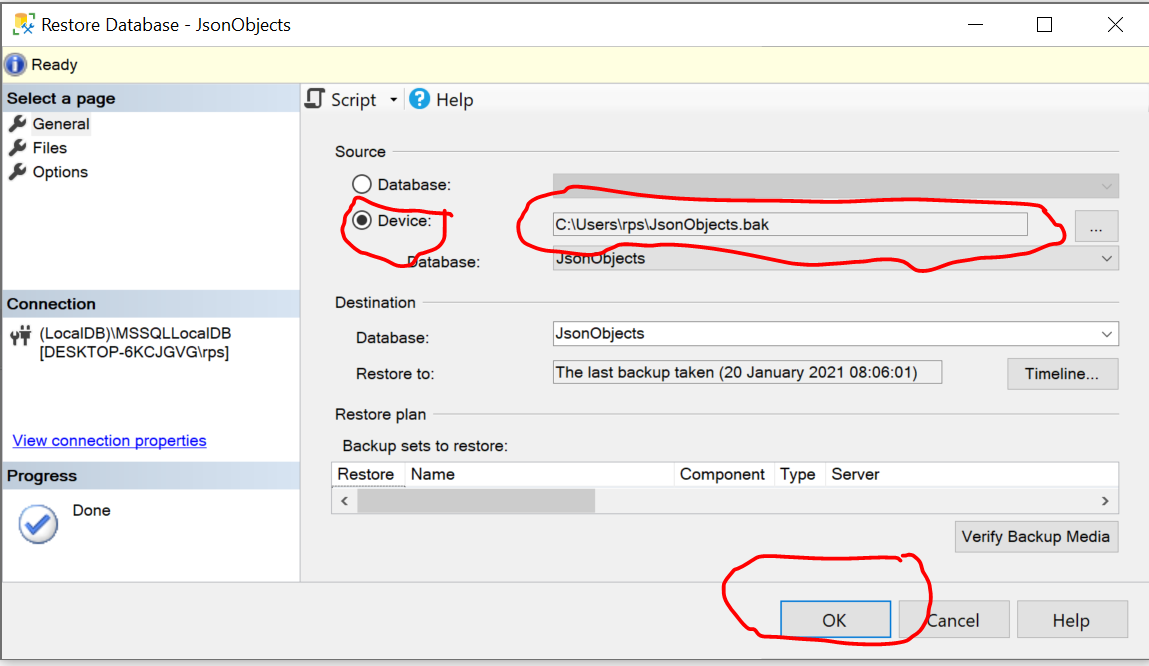 Restore Database - JsonObjects
Ready
Select a page
General
Files
Options
Connection
(LocalDB)\MSSQLLocalDB
[DESKTOP-6KCJGVG\rps]
View connection properties
Progress
Done
Script
Help
Source
Database:
Device:
C:\Users\rps\JsonObjects.bak
...
Database:
JsonObjects
Destination
Database:
JsonObjects
Restore to:
The last backup taken (20 January 2021 08:06:01)
Timeline...
Restore plan
Backup sets to restore:
Restore Name Component Type Server
Verify Backup Media
OK Cancel Help